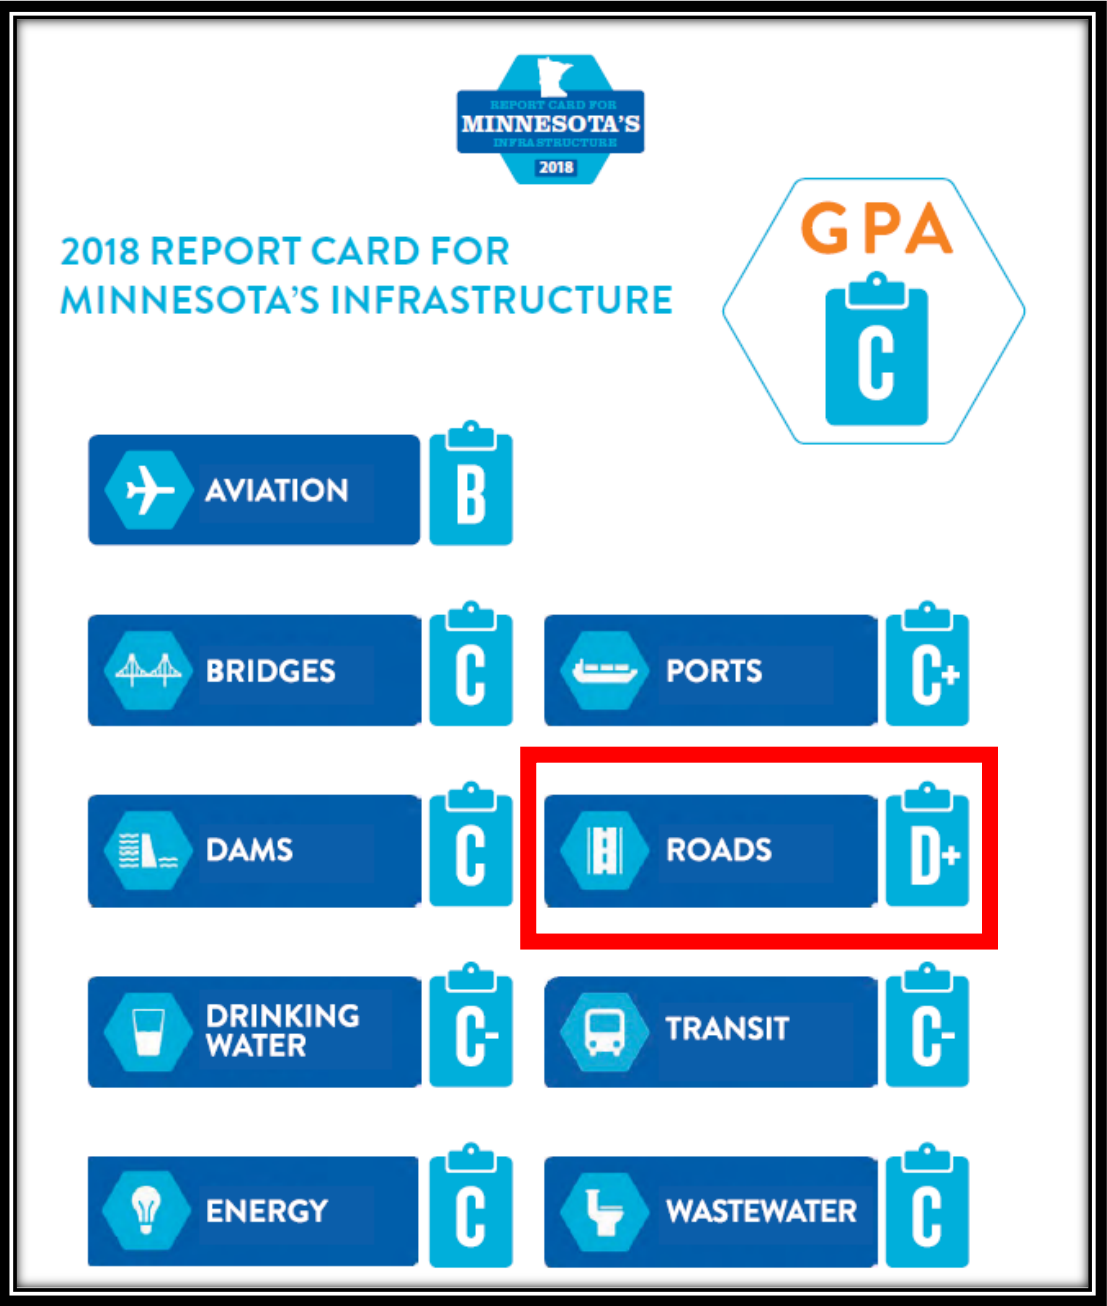 REPORT CARD FOR
MINNESOTA'S
INFRASTRUCTURE
2018
2018 REPORT CARD FOR
MINNESOTA'S INFRASTRUCTURE
GPA
C
AVIATION B
BRIDGES C
PORTS C+
DAMS C
ROADS D+
DRINKING
WATER C-
TRANSIT C-
ENERGY C
WASTEWATER C